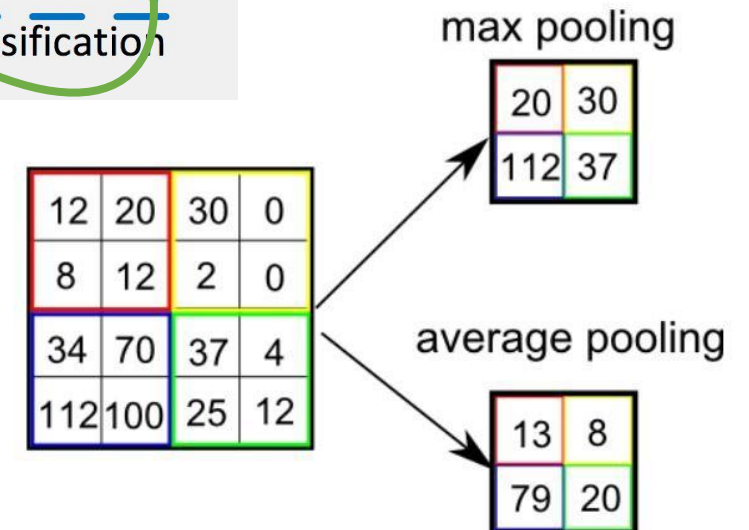 sification
max pooling
20 30
112 37
12 20 30 0
8 12 2 0
34 70 37 4
112 100 25 12
average pooling
13 8
79 20